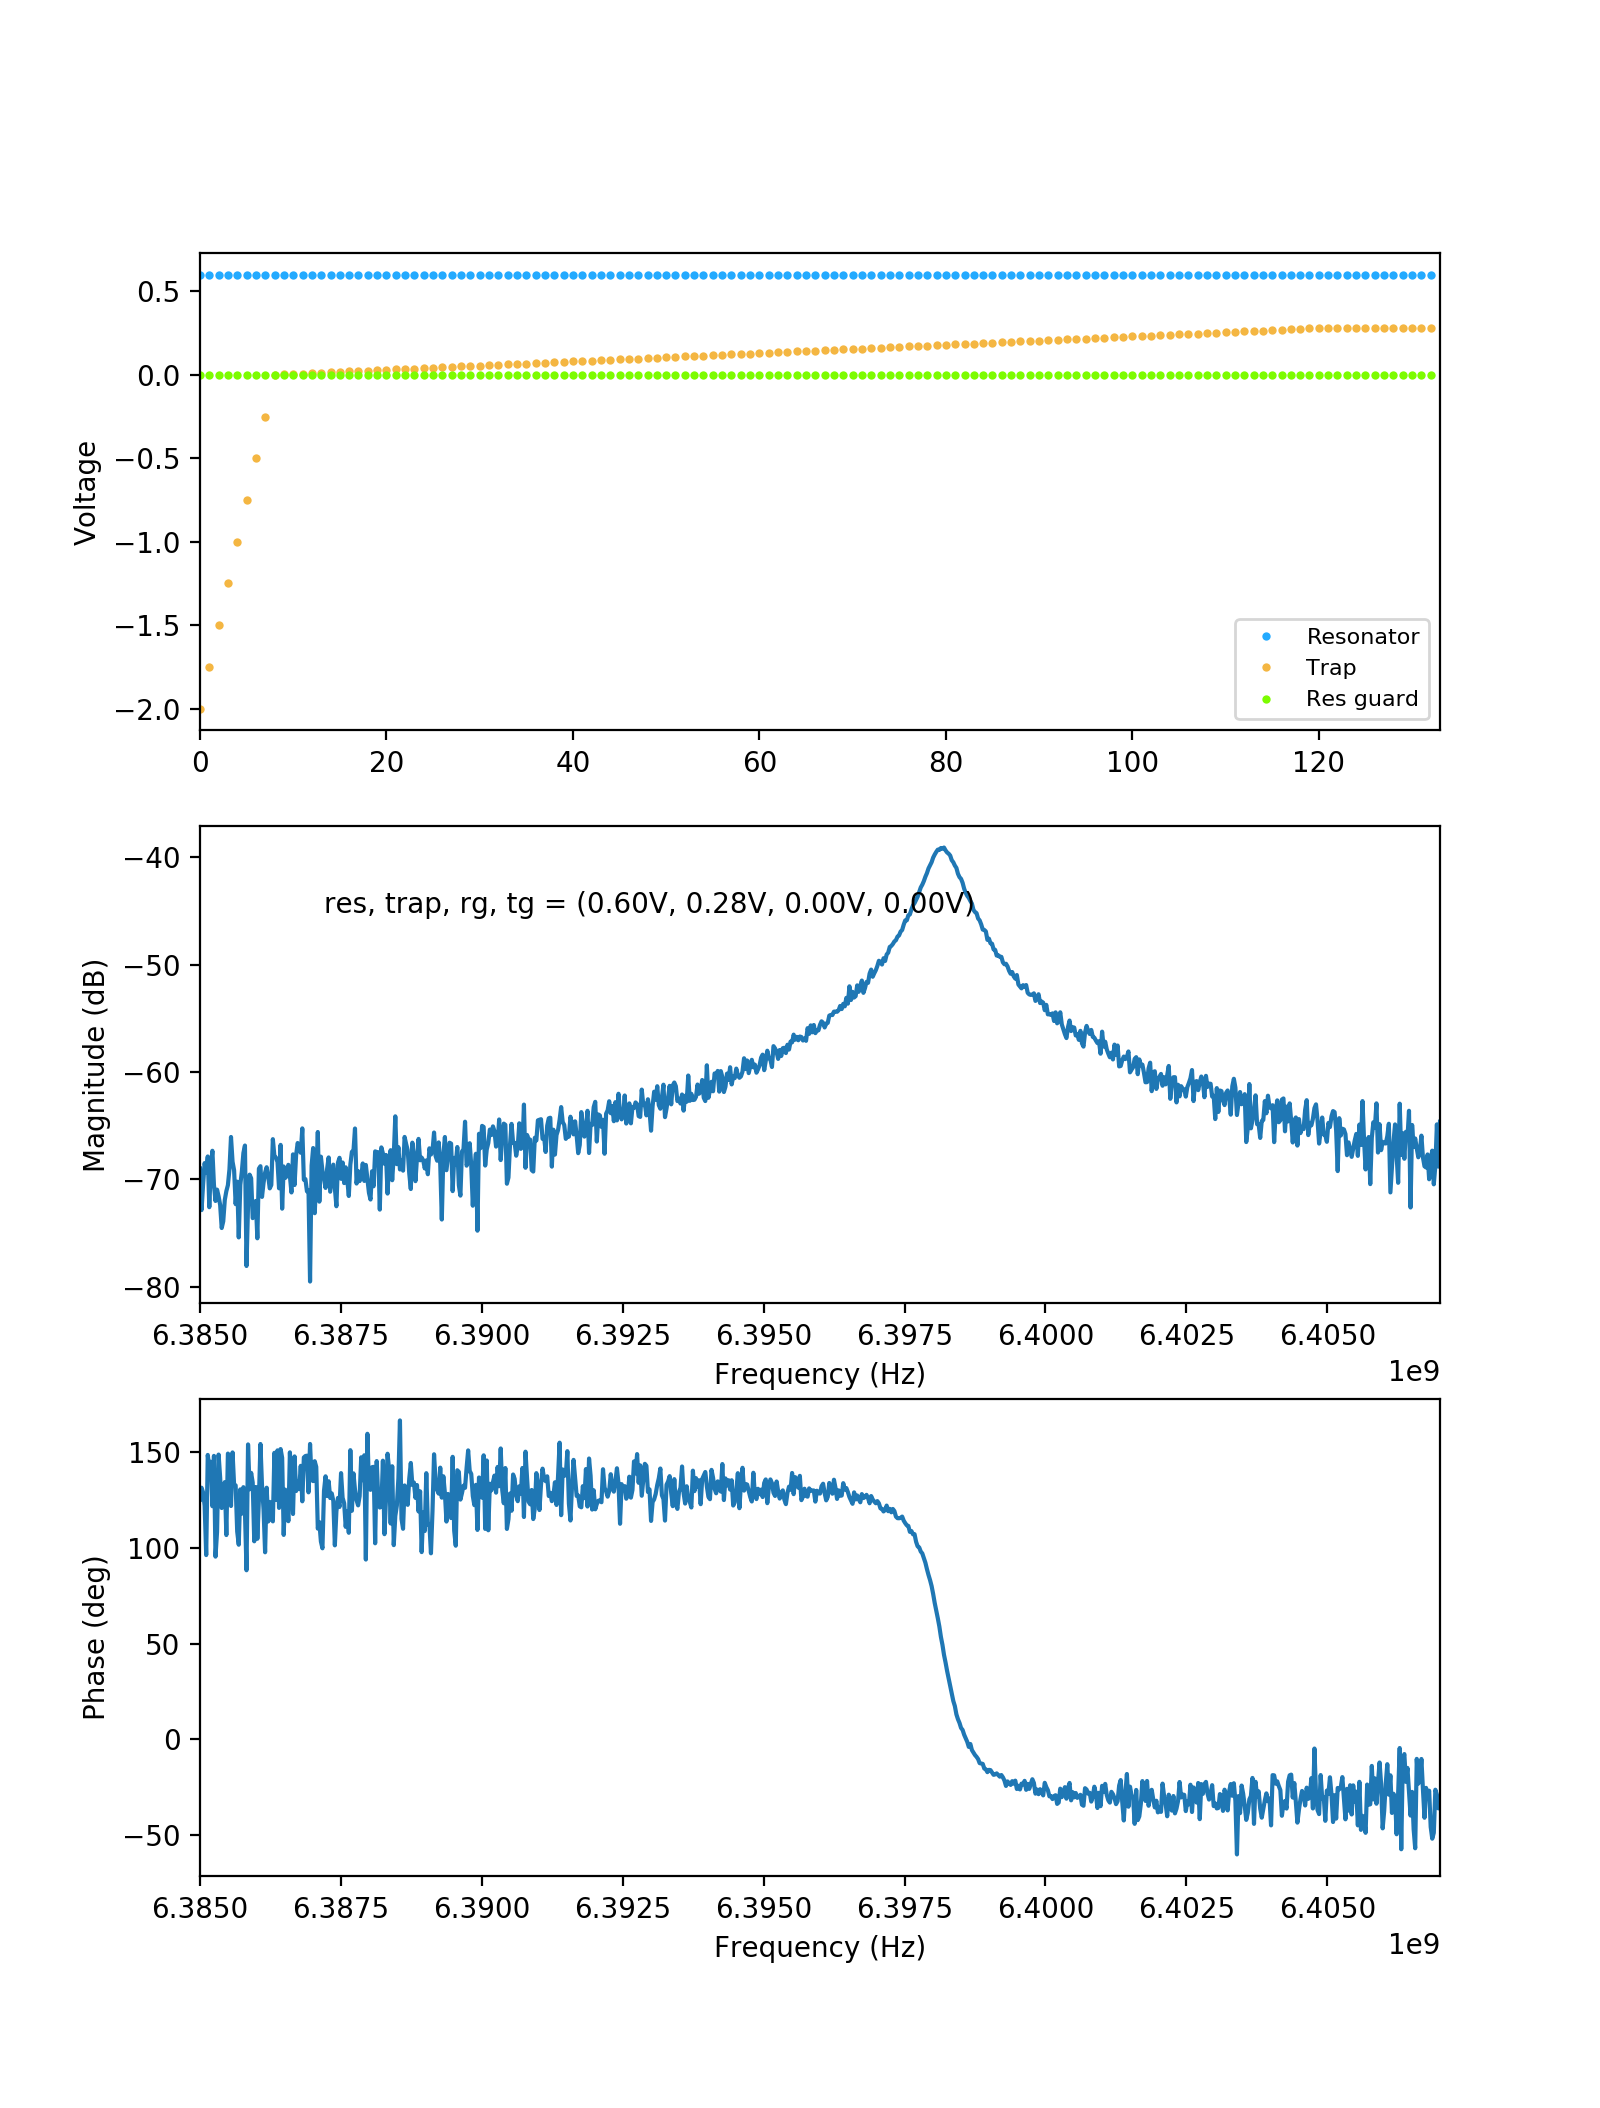 0.5
0.0
−0.5
−1.0
−1.5
−2.0
Voltage
Resonator
Trap
Res guard
0 20 40 60 80 100 120
−40
−50
−60
−70
−80
Magnitude (dB)
res, trap, rg, tg = (0.60V, 0.28V, 0.00V, 0.00V)
6.3850 6.3875 6.3900 6.3925 6.3950 6.3975 6.4000 6.4025 6.4050
1e9
Frequency (Hz)
150
100
50
0
−50
Phase (deg)
6.3850 6.3875 6.3900 6.3925 6.3950 6.3975 6.4000 6.4025 6.4050
1e9
Frequency (Hz)